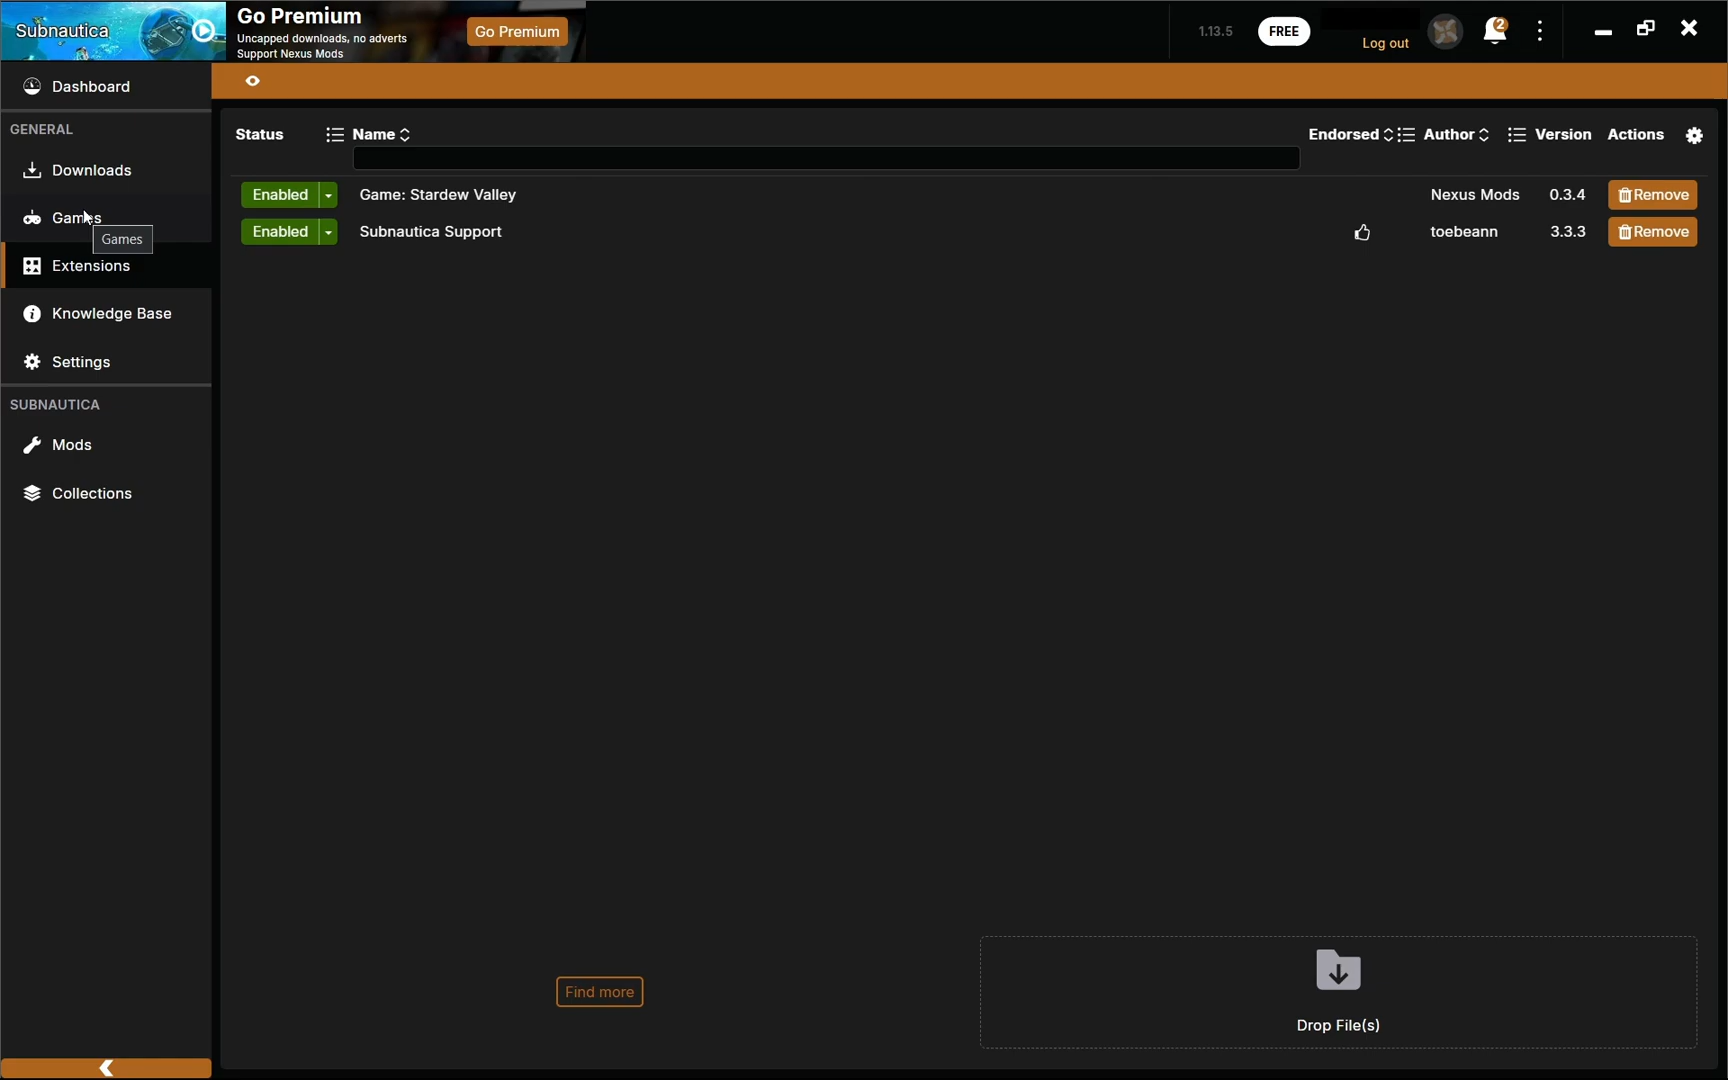 Subnautica
Go Premium
Uncapped downloads, no adverts
Support Nexus Mods
Go Premium
1.13.5
FREE
Log out
2
Dashboard
GENERAL
Downloads
Games
Games
Extensions
Knowledge Base
Settings
SUBNAUTICA
Mods
Collections
Status Name Endorsed Author Version Actions
Enabled Game: Stardew Valley Nexus Mods 0.3.4 Remove
Enabled Subnautica Support toebeann 3.3.3 Remove
Find more
Drop File(s)